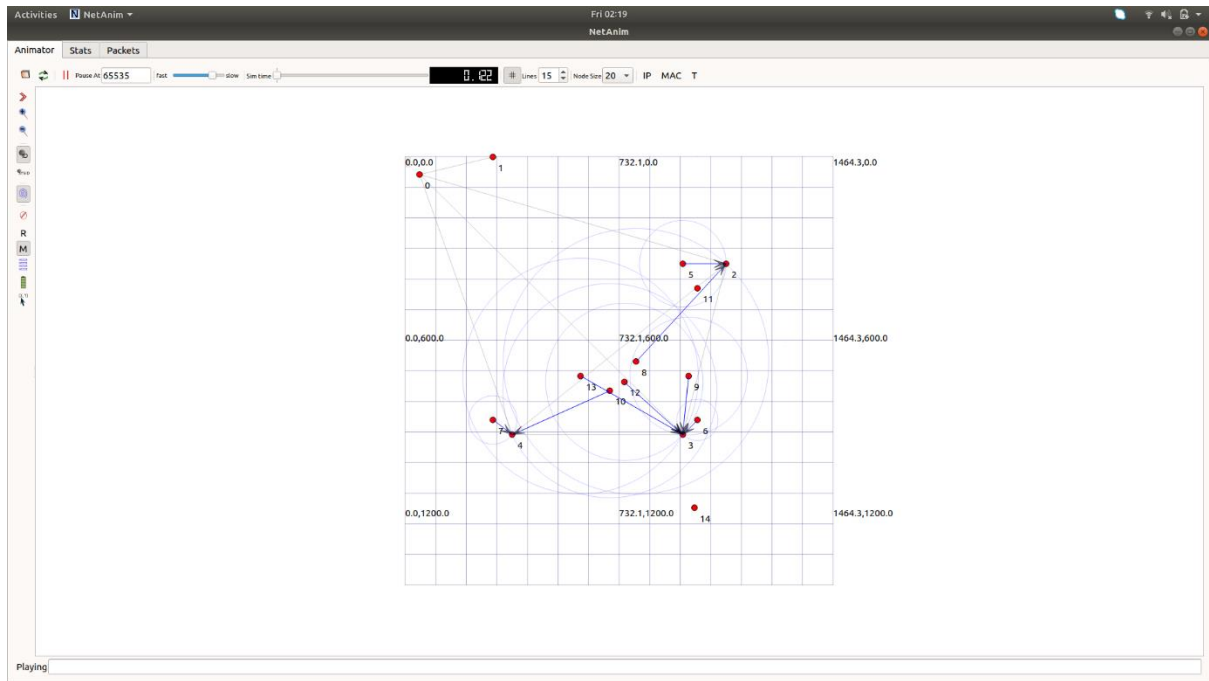 Activities NetAnim Fri 02:19
NetAnim
Animator Stats Packets
Pause At 65535 fast slow Sim time 0.122 # Lines 15 Node Size 20 IP MAC T
R
M
0.0,0.0 732.1,0.0 1464.3,0.0
1
0
5 2
11
0.0,600.0 732.1,600.0 1464.3,600.0
8
13 12 9
10
7 4 6
3
0.0,1200.0 732.1,1200.0 1464.3,1200.0
14
Playing